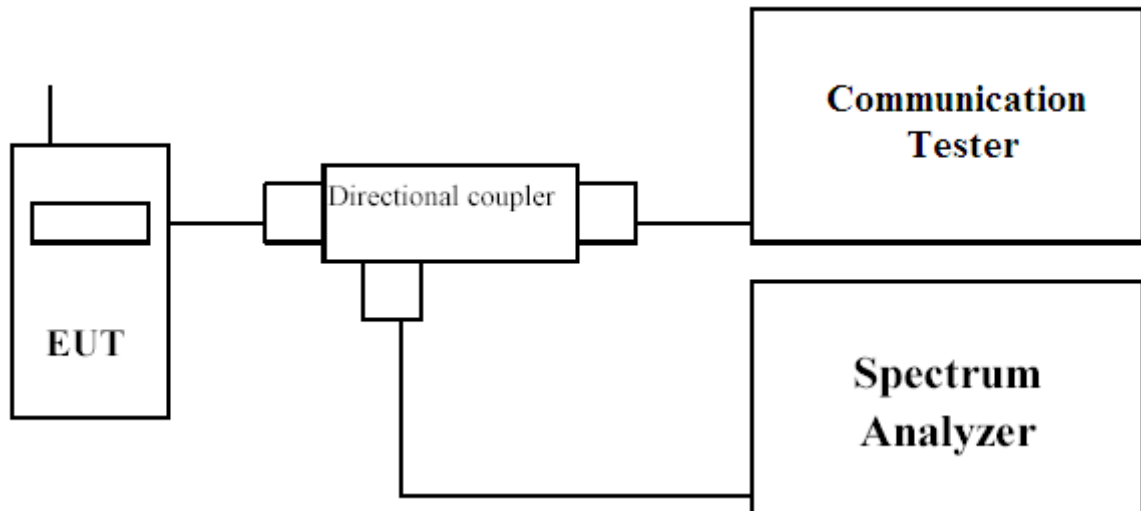 Communication
Tester
Directional coupler
EUT
Spectrum
Analyzer